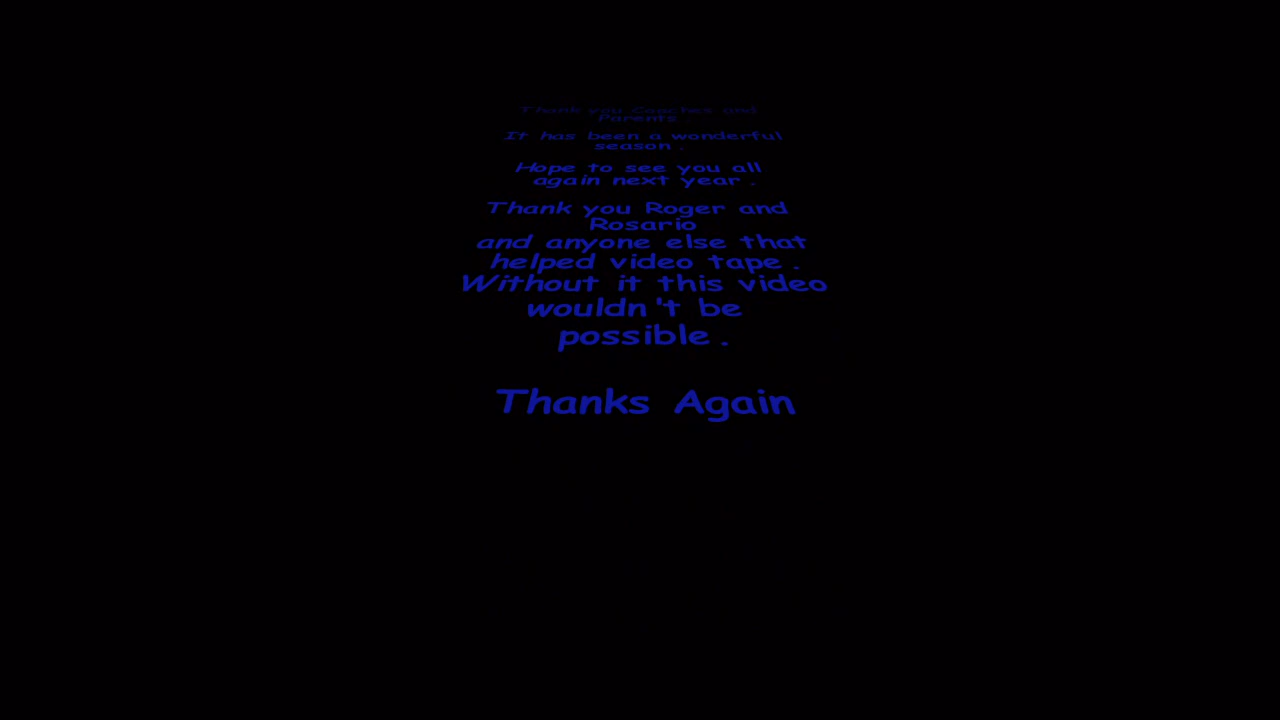 Thank you Coaches and
Parents.
It has been a wonderful
season.
Hope to see you all
again next year.
Thank you Roger and
Rosario
and anyone else that
helped video tape.
Without it this video
wouldn't be
possible.
Thanks Again